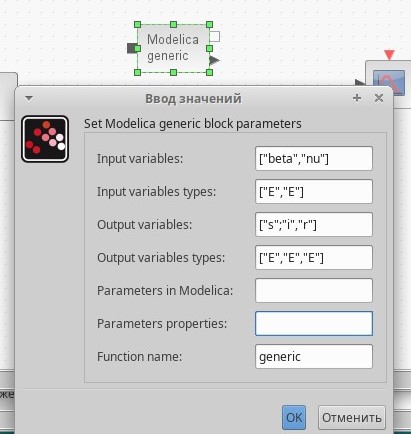 Modelica
generic
Ввод значений
Set Modelica generic block parameters
Input variables: ["beta","nu"]
Input variables types: ["E","E"]
Output variables: ["s";"i","r"]
Output variables types: ["E","E","E"]
Parameters in Modelica:
Parameters properties:
Function name: generic
же
OK Отменить